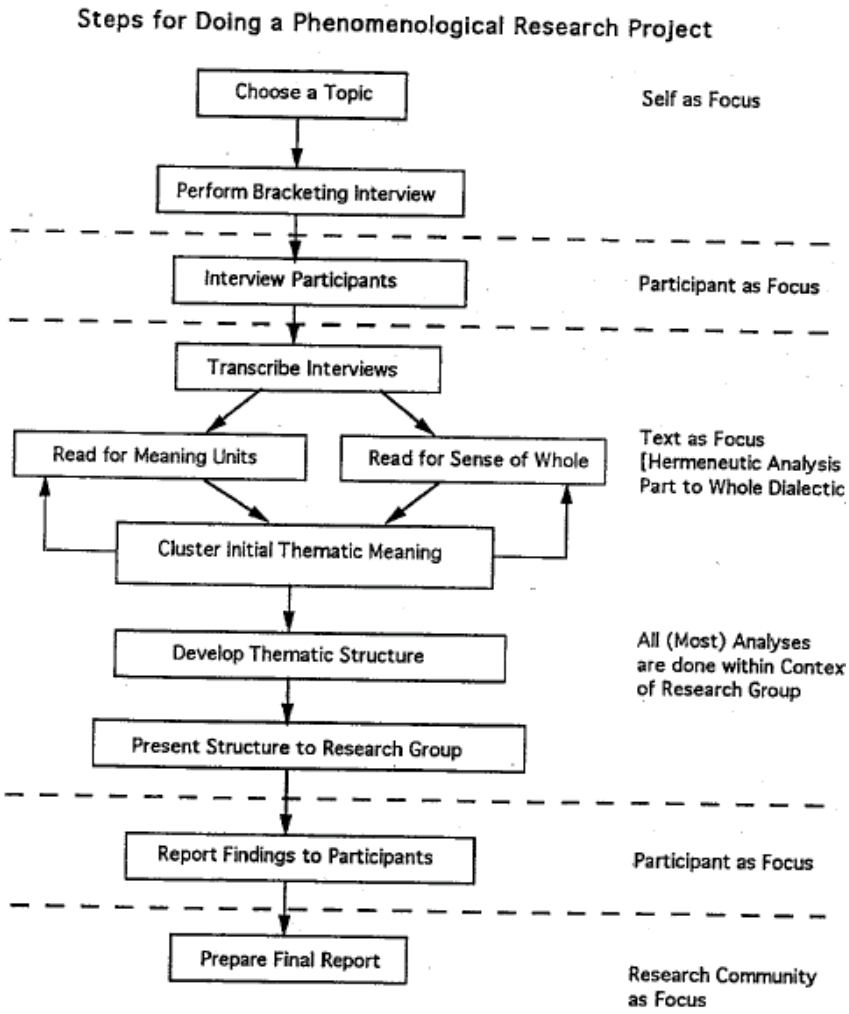 Steps for Doing a Phenomenological Research Project
Choose a Topic
Self as Focus
Perform Bracketing Interview
Interview Participants
Participant as Focus
Transcribe Interviews
Read for Meaning Units
Read for Sense of Whole
Text as Focus
[Hermeneutic Analysis
Part to Whole Dialectic
Cluster Initial Thematic Meaning
Develop Thematic Structure
All (Most) Analyses
are done within Contex
of Research Group
Present Structure to Research Group
Report Findings to Participants
Participant as Focus
Prepare Final Report
Research Community
as Focus